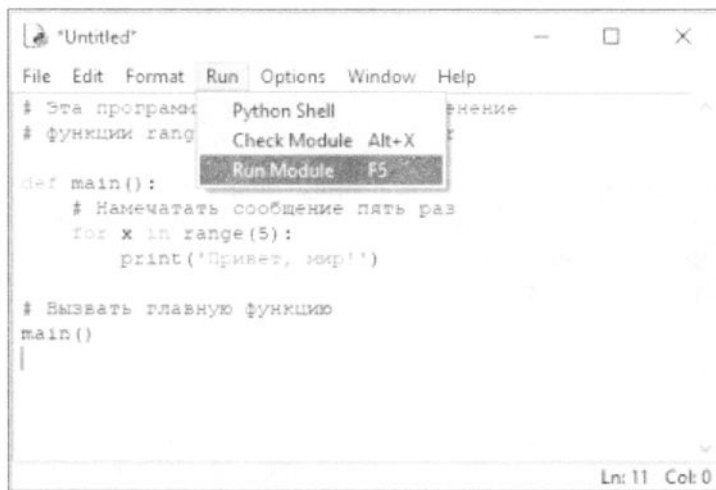 *Untitled*
File Edit Format Run Options Window Help
# Эта програмМ
Python Shell
енение
# функции rang
Check Module Alt+X
r
Run Module F5
def main():
# Намечатать сообщение пять раз
for x in range(5):
print('Привет, мир!')
# Вызвать главную функцию
main()
Ln: 11 Col: 0